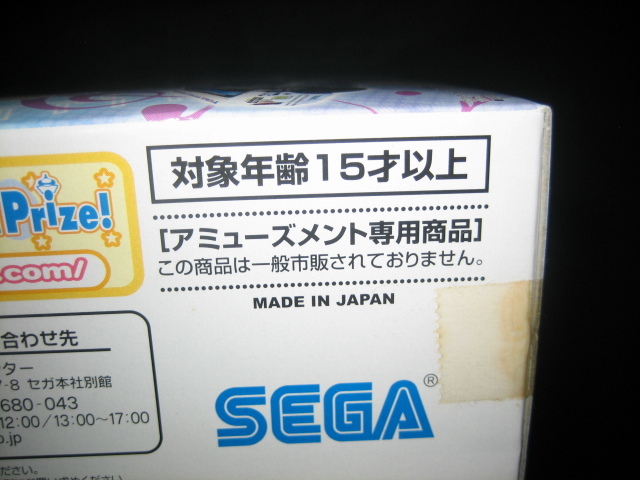 対象年齢15才以上
[アミューズメント専用商品]
この商品は一般市販されておりません。
MADE IN JAPAN
Prize!
.com/
合わせ先
ター
7-8 セガ本社別館
680-043
12:00/13:00～17:00
.jp
SEGA®
ださい。